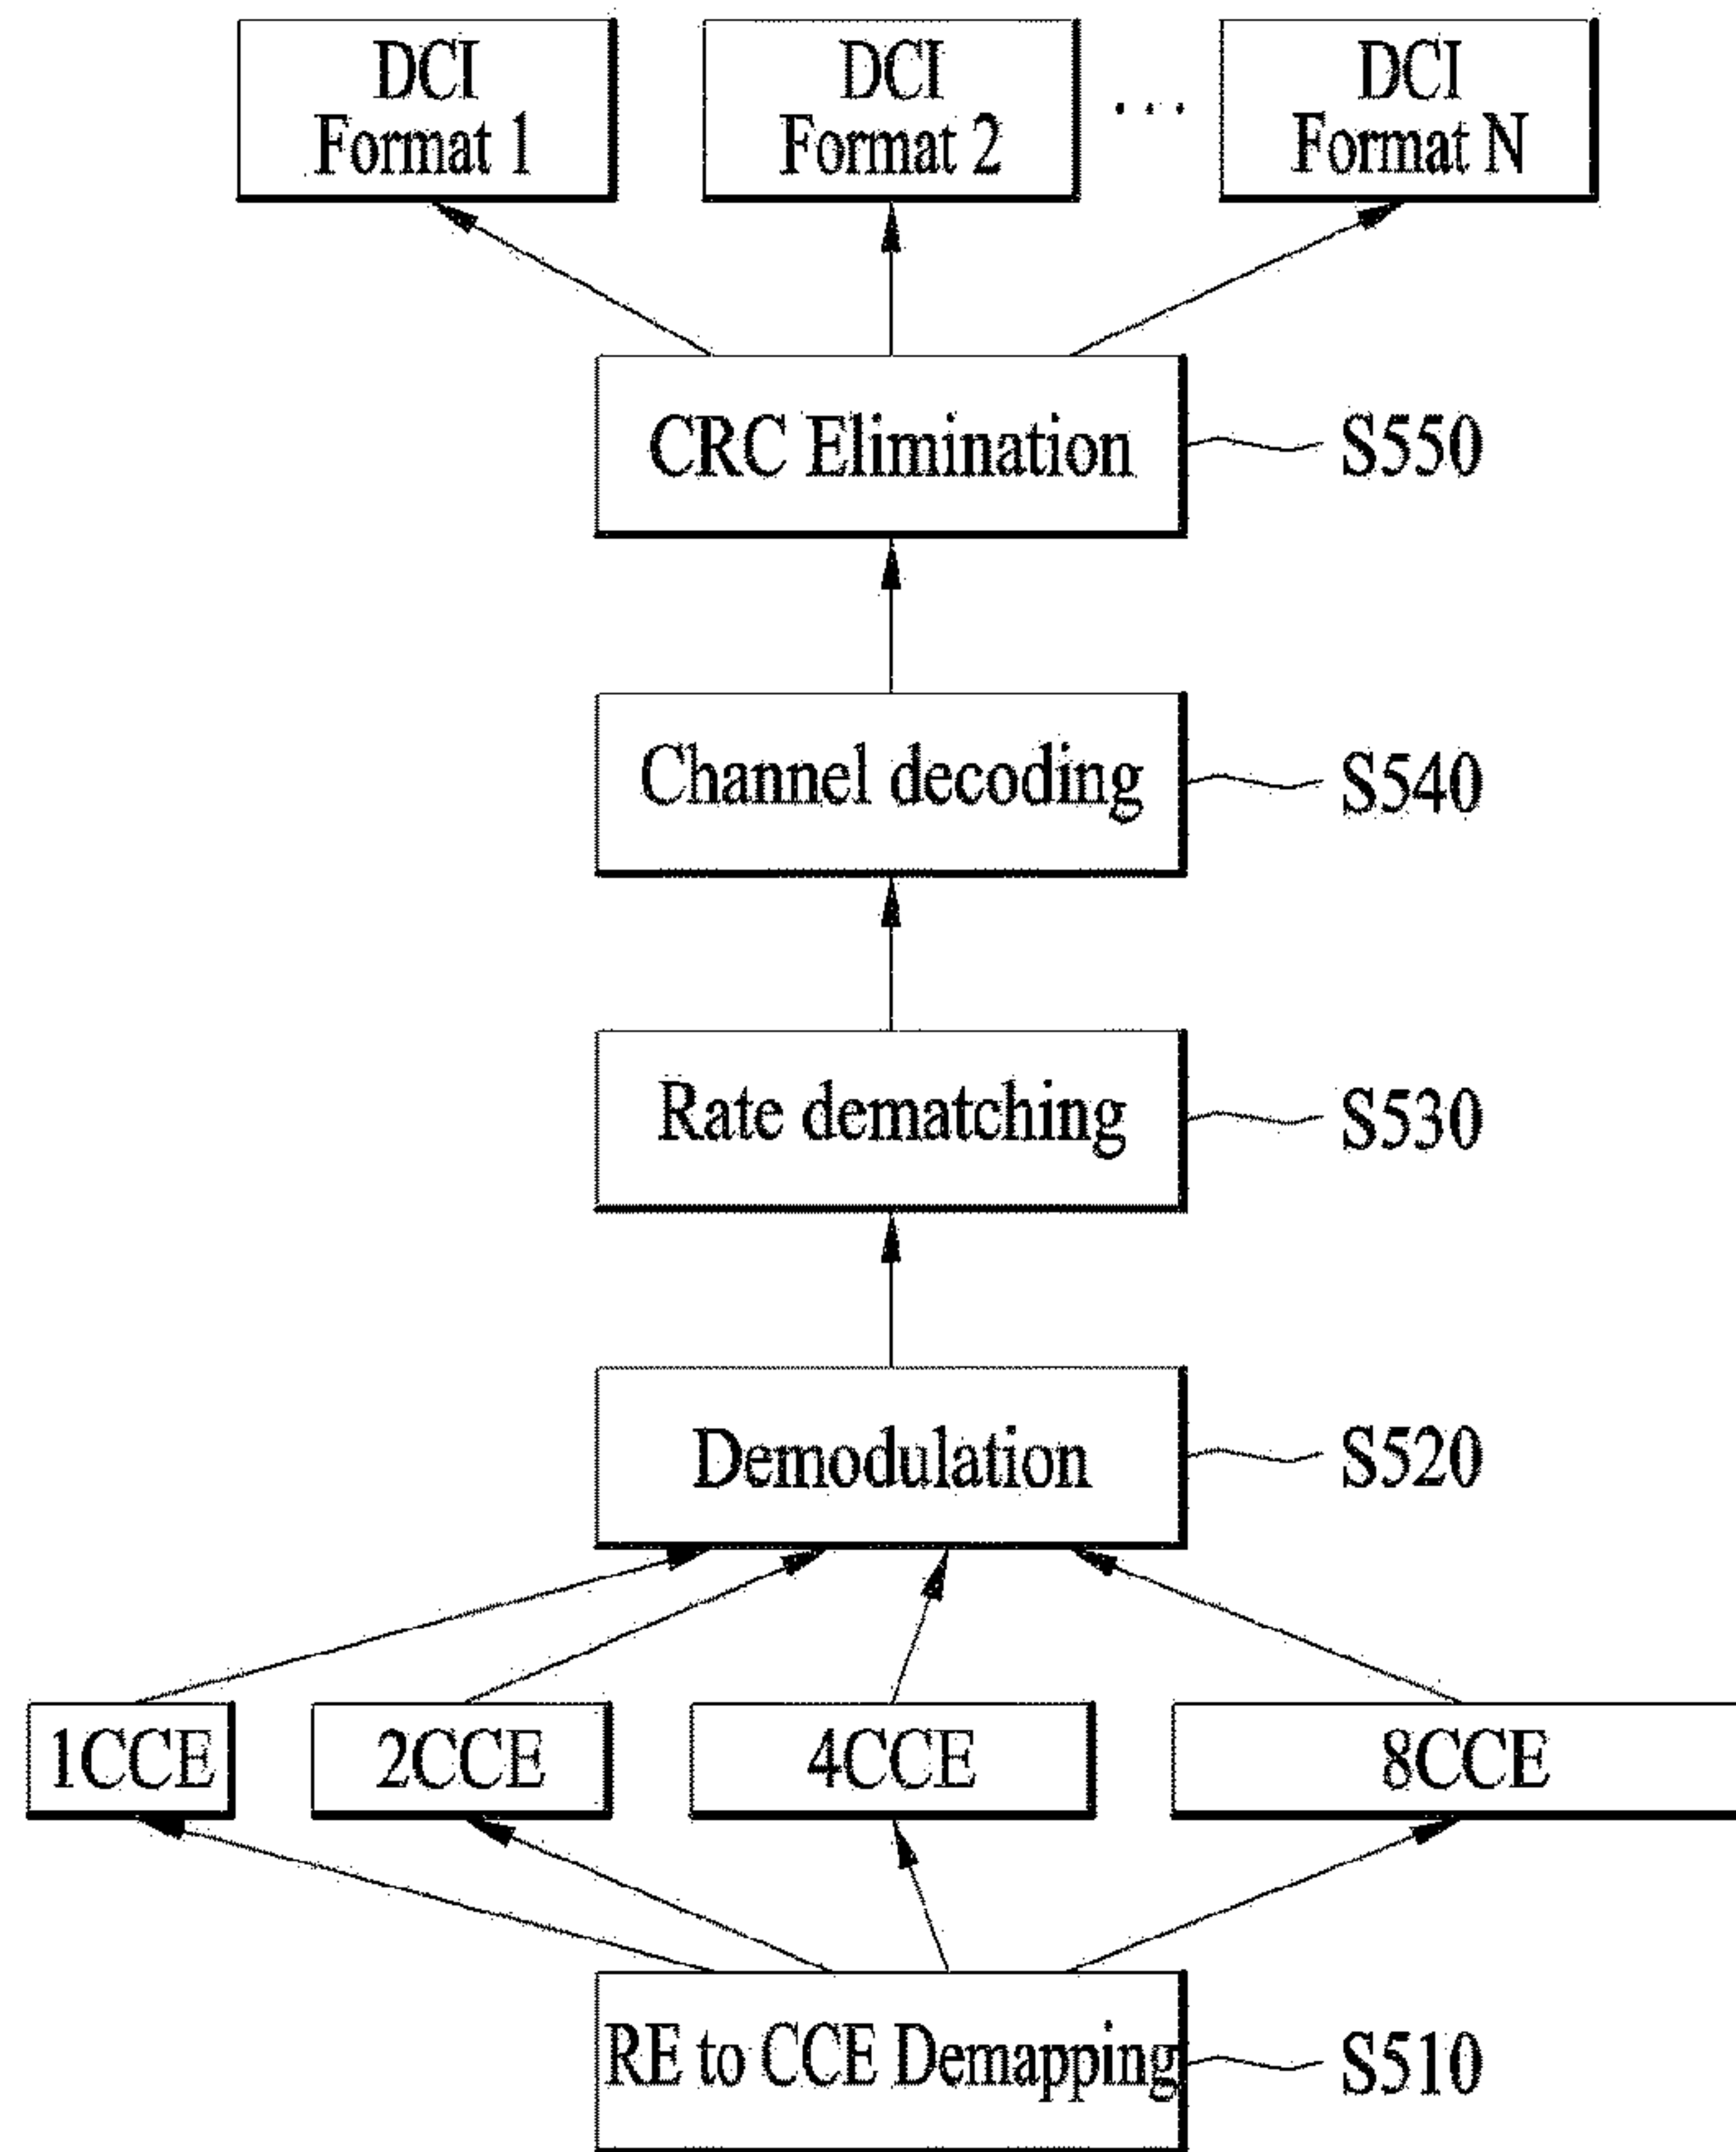 DCI
Format 1
DCI
Format 2
...
DCI
Format N
CRC Elimination
S550
Channel decoding
S540
Rate dematching
S530
Demodulation
S520
1CCE
2CCE
4CCE
8CCE
RE to CCE Demapping
S510